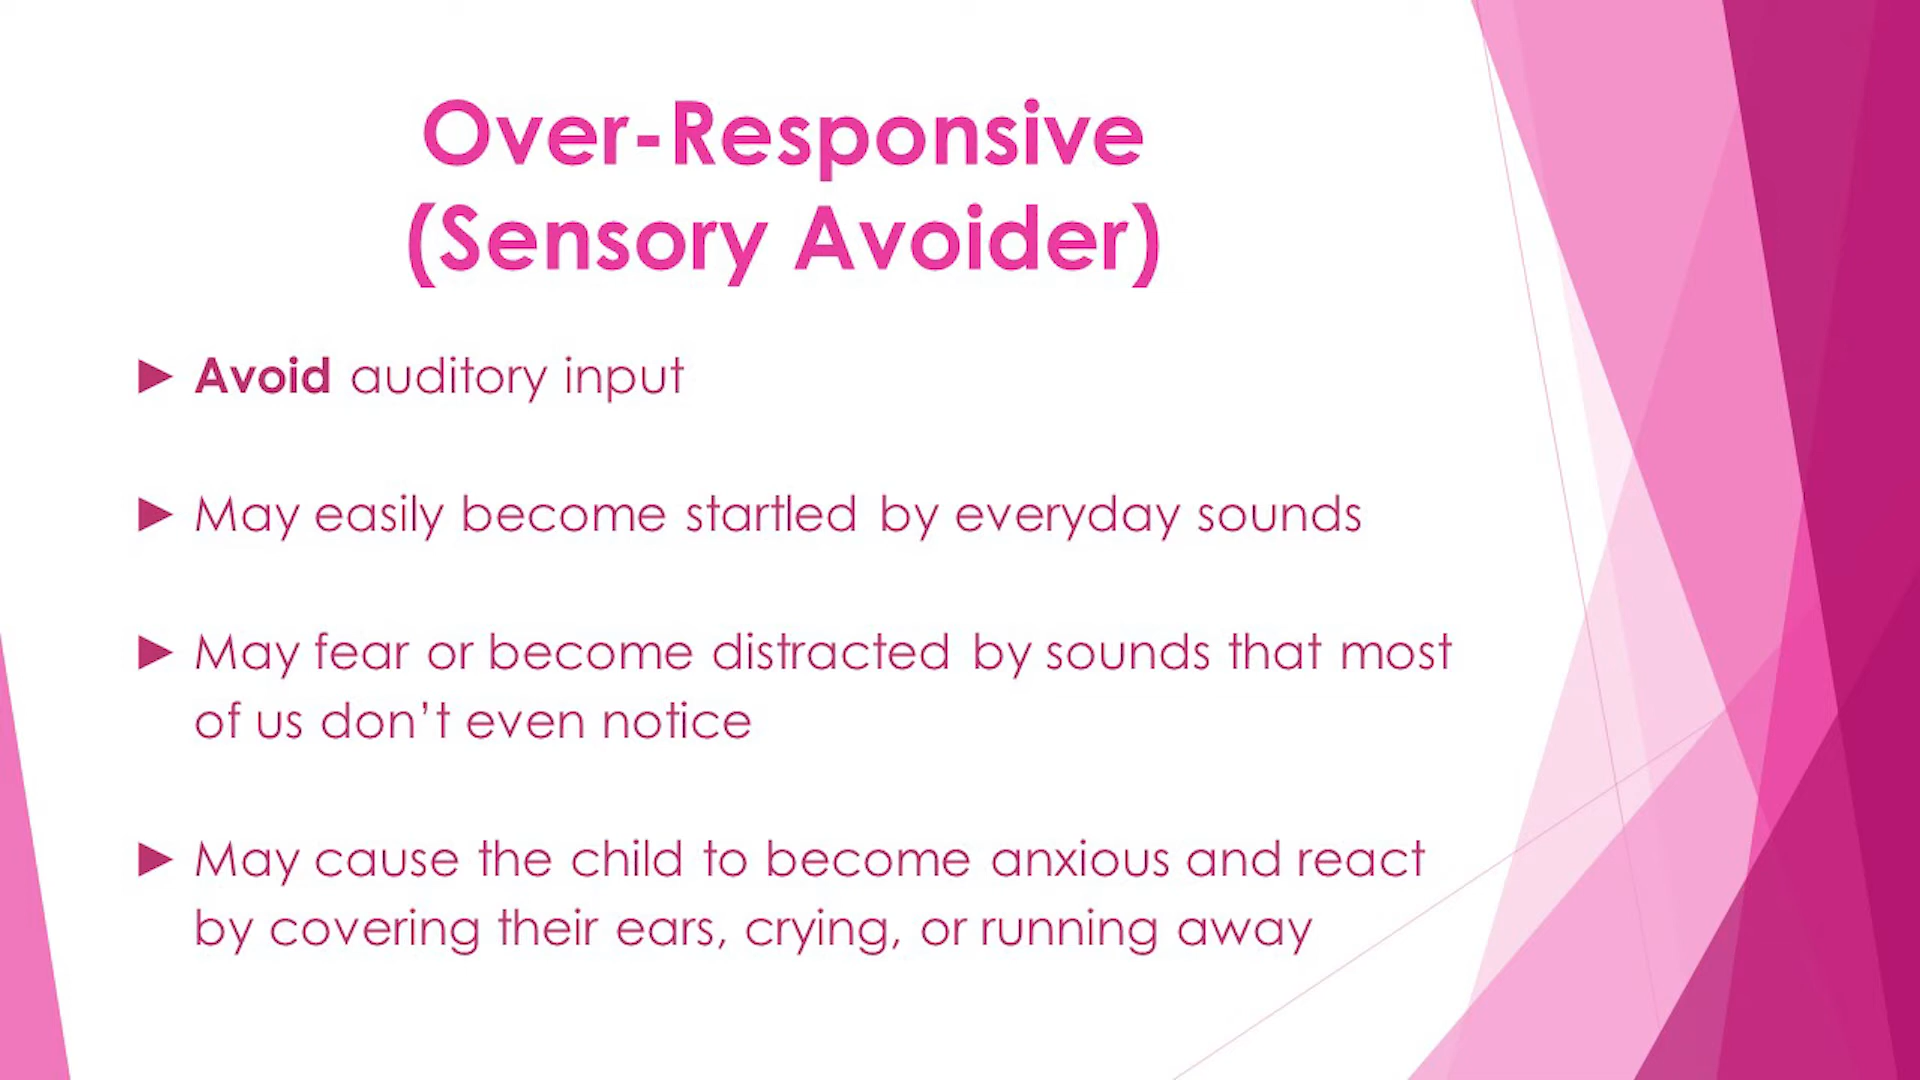 Over-Responsive
(Sensory Avoider)
► Avoid auditory input
► May easily become startled by everyday sounds
► May fear or become distracted by sounds that most
of us don’t even notice
► May cause the child to become anxious and react
by covering their ears, crying, or running away